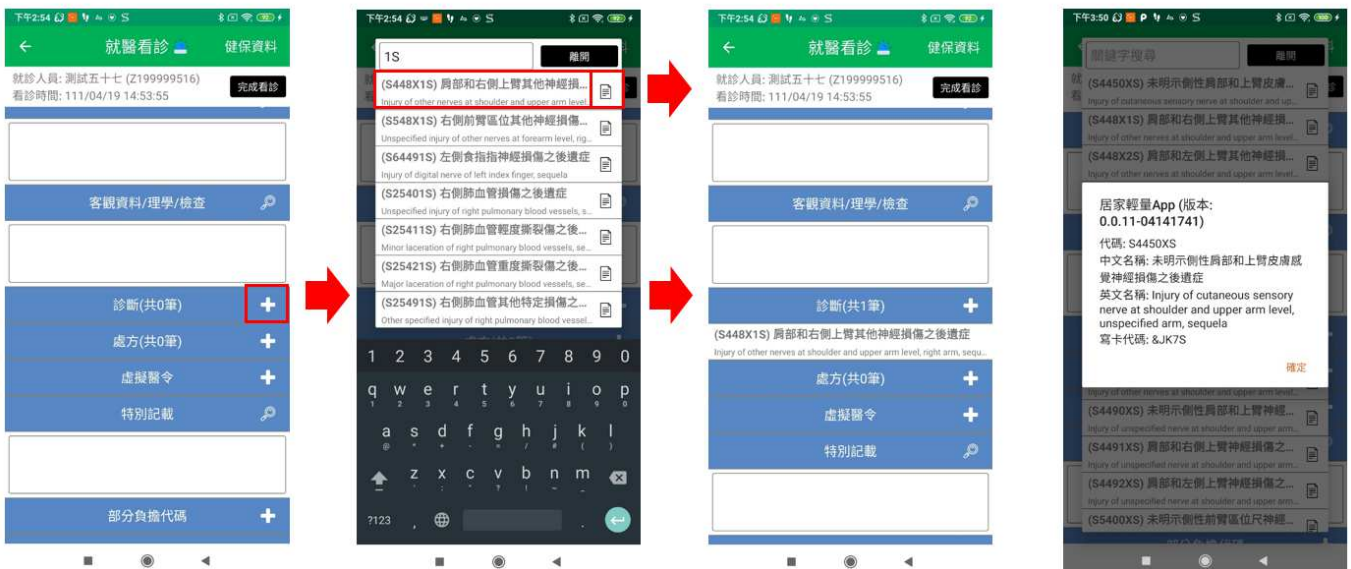 下午2:54
92
就醫看診
健保資料
就診人員: 測試五十七 (Z199999516)
完成看診
看診時間: 111/04/19 14:53:55
客觀資料/理學/檢查
診斷(共0筆)
處方(共0筆)
虛擬醫令
特別記載
部分負擔代碼
下午2:54
92
1S
離開
(S448X1S) 肩部和右側上臂其他神經損...
Injury of other nerves at shoulder and upper arm level,
(S548X1S) 右側前臂區位其他神經損傷...
Unspecified injury of other nerves at forearm level, rig...
(S64491S) 左側食指指神經損傷之後遺症
Injury of digital nerve of left index finger, sequela
(S25401S) 右側肺血管損傷之後遺症
Unspecified injury of right pulmonary blood vessels, s...
(S25411S) 右側肺血管輕度撕裂傷之後...
Minor laceration of right pulmonary blood vessels, se...
(S25421S) 右側肺血管重度撕裂傷之後...
Major laceration of right pulmonary blood vessels, se...
(S25491S) 右側肺血管其他特定損傷之...
Other specified injury of right pulmonary blood vessel...
1 2 3 4 5 6 7 8 9 0
q w e r t y u i o p
a s d f g h j k l
z x c v b n m
?123 , .
下午2:54
92
就醫看診
健保資料
就診人員: 測試五十七 (Z199999516)
完成看診
看診時間: 111/04/19 14:53:55
客觀資料/理學/檢查
診斷(共1筆)
(S448X1S) 肩部和右側上臂其他神經損傷之後遺症
Injury of other nerves at shoulder and upper arm level, right arm, sequ...
處方(共0筆)
虛擬醫令
特別記載
下午3:50
100
關鍵字搜尋
離開
(S4450XS) 未明示側性肩部和上臂皮膚...
Injury of cutaneous sensory nerve at shoulder and up...
(S448X1S) 肩部和右側上臂其他神經損...
Injury of other nerves at shoulder and upper arm level,
(S448X2S) 肩部和左側上臂其他神經損...
Injury of other nerves at shoulder and upper arm level,
居家輕量App (版本:
0.0.11-04141741)
代碼: S4450XS
中文名稱: 未明示側性肩部和上臂皮膚感
覺神經損傷之後遺症
英文名稱: Injury of cutaneous sensory
nerve at shoulder and upper arm level,
unspecified arm, sequela
寫卡代碼: &JK7S
確定
Injury of other nerves at shoulder and upper arm level,
(S4490XS) 未明示側性肩部和上臂神經...
Injury of unspecified nerve at shoulder and upper arm...
(S4491XS) 肩部和右側上臂神經損傷之...
Injury of unspecified nerve at shoulder and upper arm...
(S4492XS) 肩部和左側上臂神經損傷之...
Injury of unspecified nerve at shoulder and upper arm...
(S5400XS) 未明示側性前臂區位尺神經...